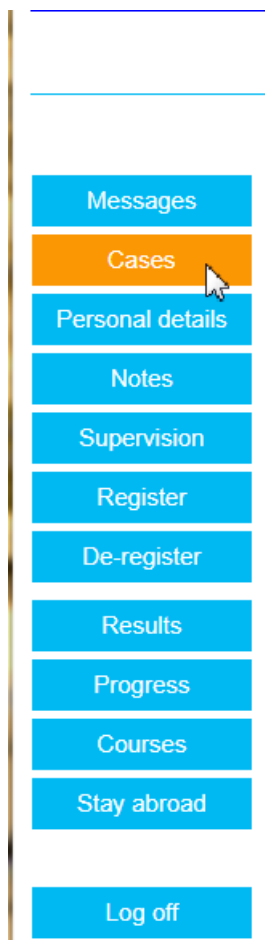 Messages
Cases
Personal details
Notes
Supervision
Register
De-register
Results
Progress
Courses
Stay abroad
Log off